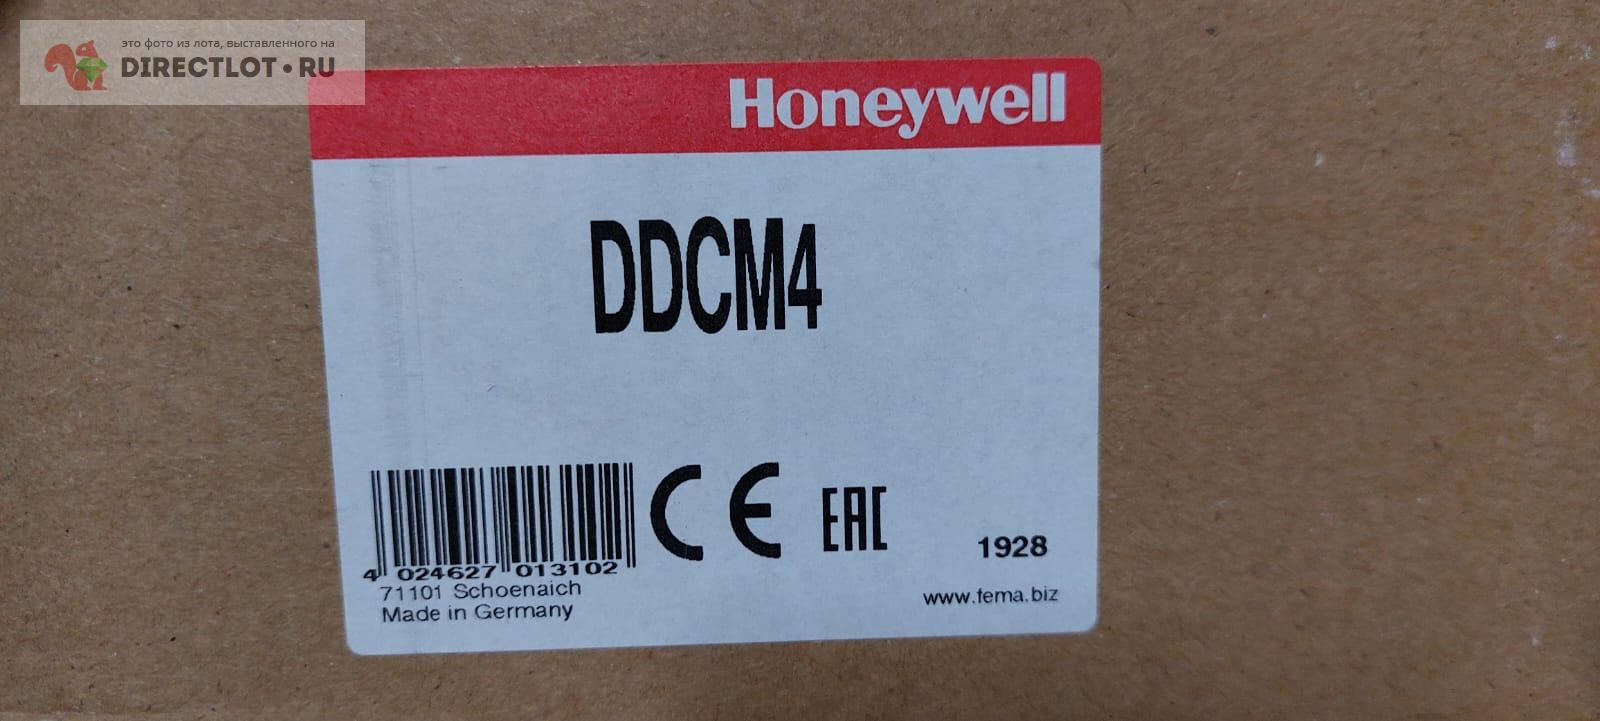 это фото из лота, выставленного на
DIRECTLOT•RU
Honeywell
DDCM4
CE EAC
1928
4 024627 013102
71101 Schoenaich
Made in Germany
www.fema.biz